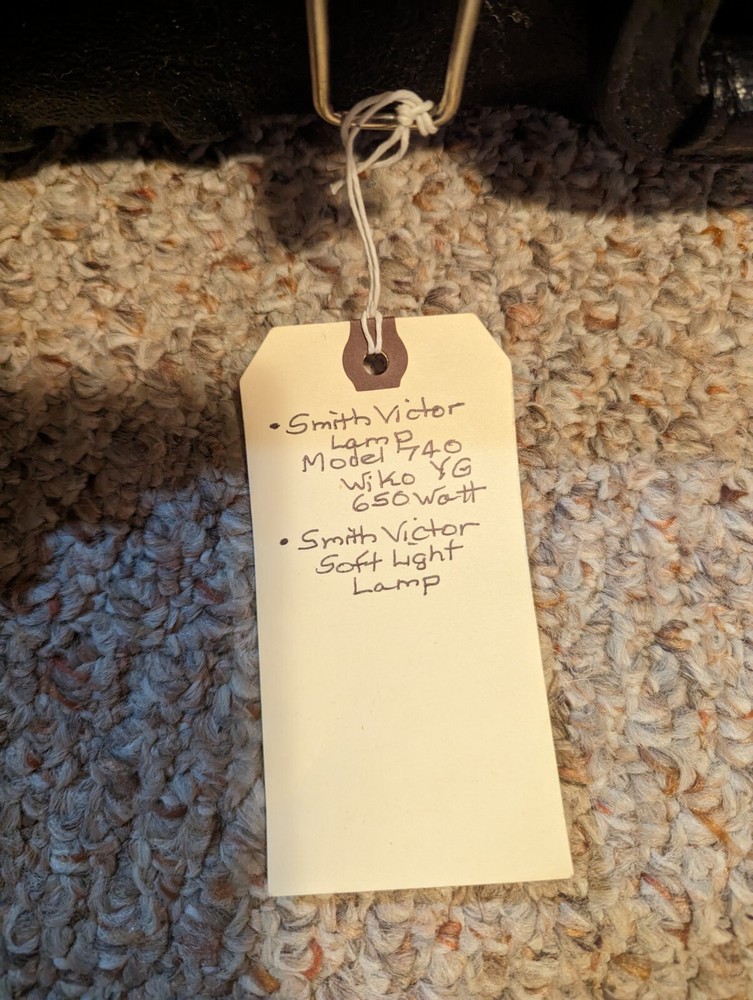 • Smith Victor
Lamp
Model 740
Wiko YG
650 Watt
• Smith Victor
Soft Light
Lamp